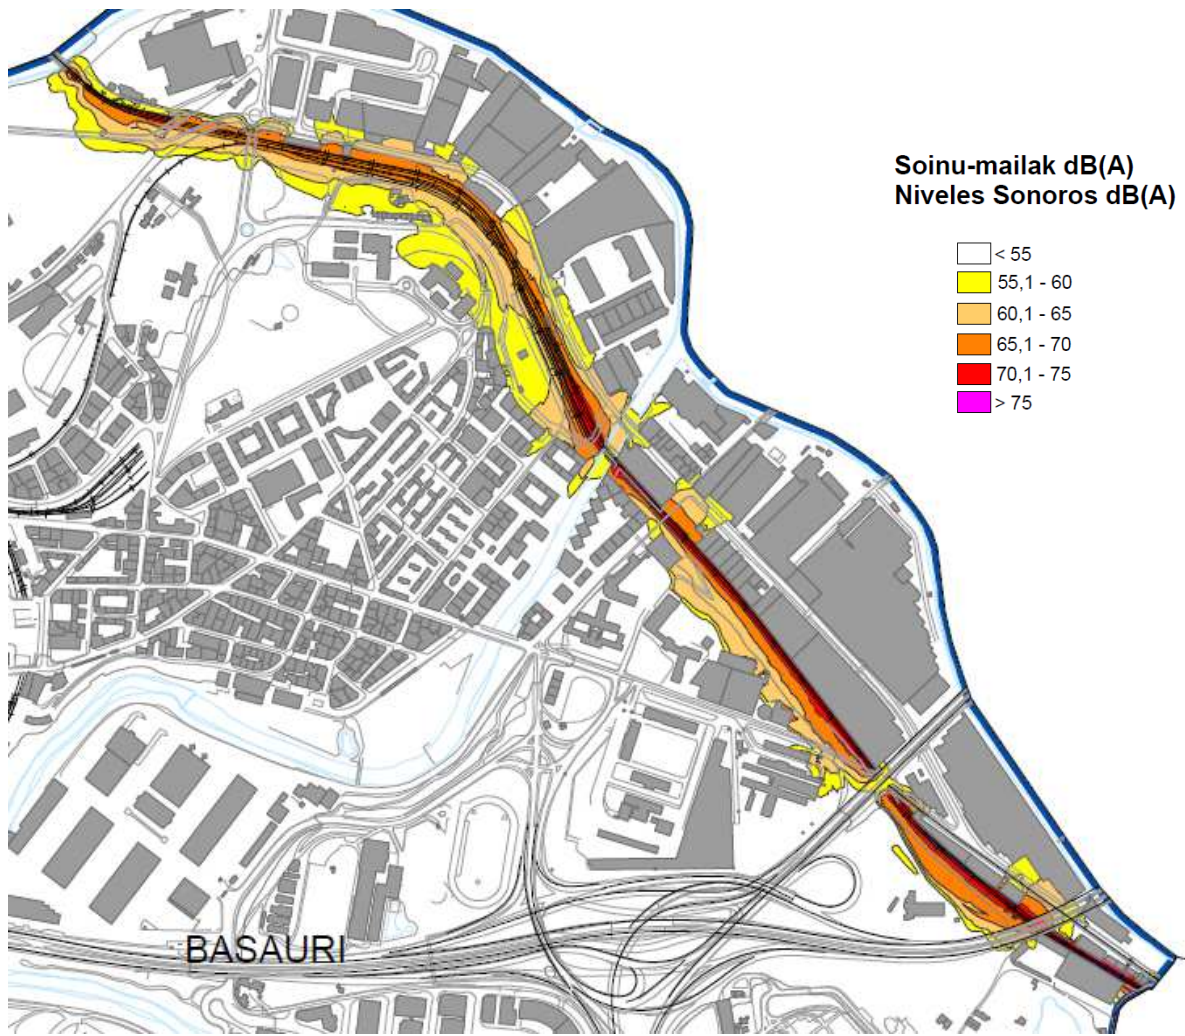 Soinu-mailak dB(A)
Niveles Sonoros dB(A)
< 55
55,1 - 60
60,1 - 65
65,1 - 70
70,1 - 75
> 75
BASAURI